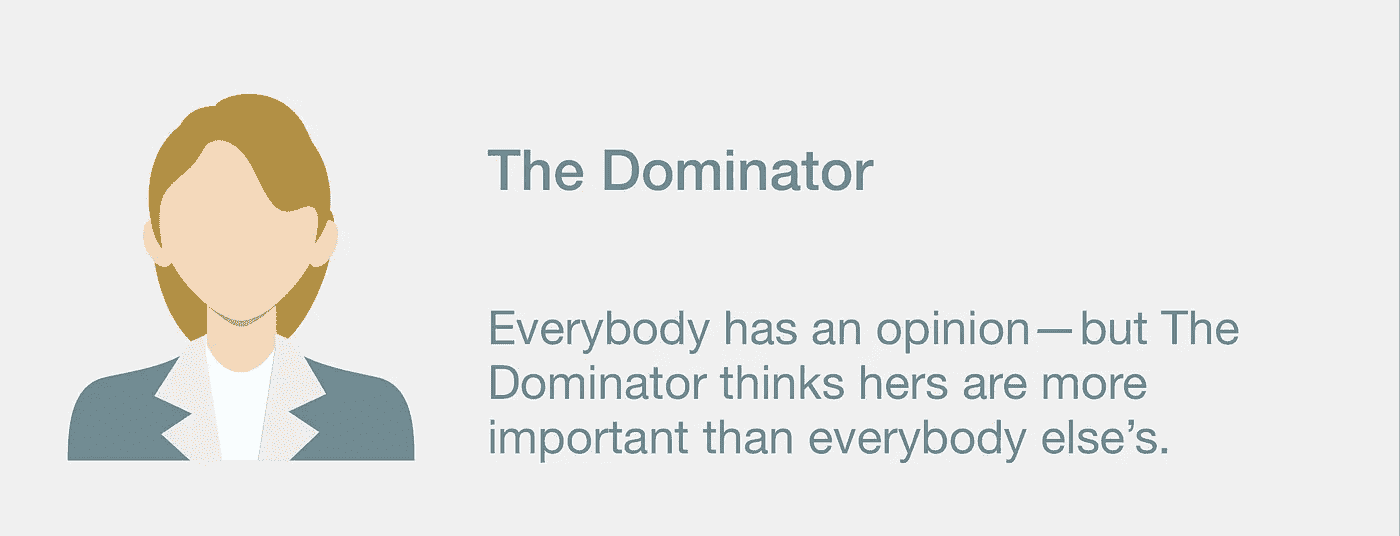 The Dominator
Everybody has an opinion — but The
Dominator thinks hers are more
important than everybody else’s.